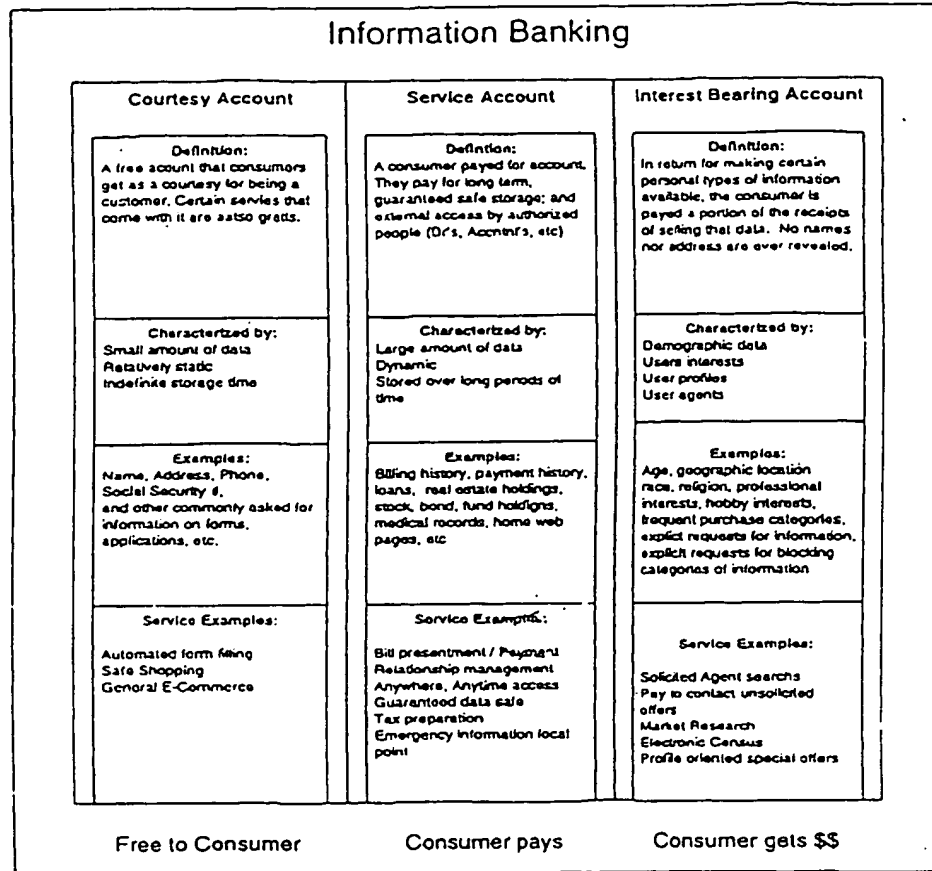 Information Banking
Courtesy Account
Definition:
A free acount that consumors
get as a courtesy for being a
customer. Certain servies that
come with it are aatso gratis.
Characterized by:
Small amount of data
Relatively static
Indefinite storage time
Examples:
Name, Address, Phone,
Social Security #,
and other commonly asked for
information on forms,
applications, etc.
Service Examples:
Automated form filling
Safe Shopping
General E-Commerce
Free to Consumer
Service Account
Defintion:
A consumer payed for account.
They pay for long term,
guaranteed safe storage; and
external access by authorized
people (Dr's, Accntnt's, etc)
Characterized by:
Large amount of data
Dynamic
Stored over long periods of
time
Examples:
Billing history, payment history,
loans, real estate holdings,
stock, bond, fund holdigns,
medical records, home web
pages, etc
Service Examples:
Bill presentment / Payment
Relationship management
Anywhere, Anytime access
Guaranteed data safe
Tax preparation
Emergency information local
point
Consumer pays
Interest Bearing Account
Definition:
In return for making certain
personal types of information
available, the consumer is
payed a portion of the receipts
of selling that data. No names
nor address are ever revealed.
Characterized by:
Demographic data
Users interests
User profiles
User agents
Examples:
Age, geographic location
race, religion, professional
interests, hobby interests,
frequent purchase categories,
explict requests for information,
explicit requests for blocking
categories of information
Service Examples:
Solicited Agent searchs
Pay to contact unsolicited
offers
Market Research
Electronic Census
Profile oriented special offers
Consumer gets $$